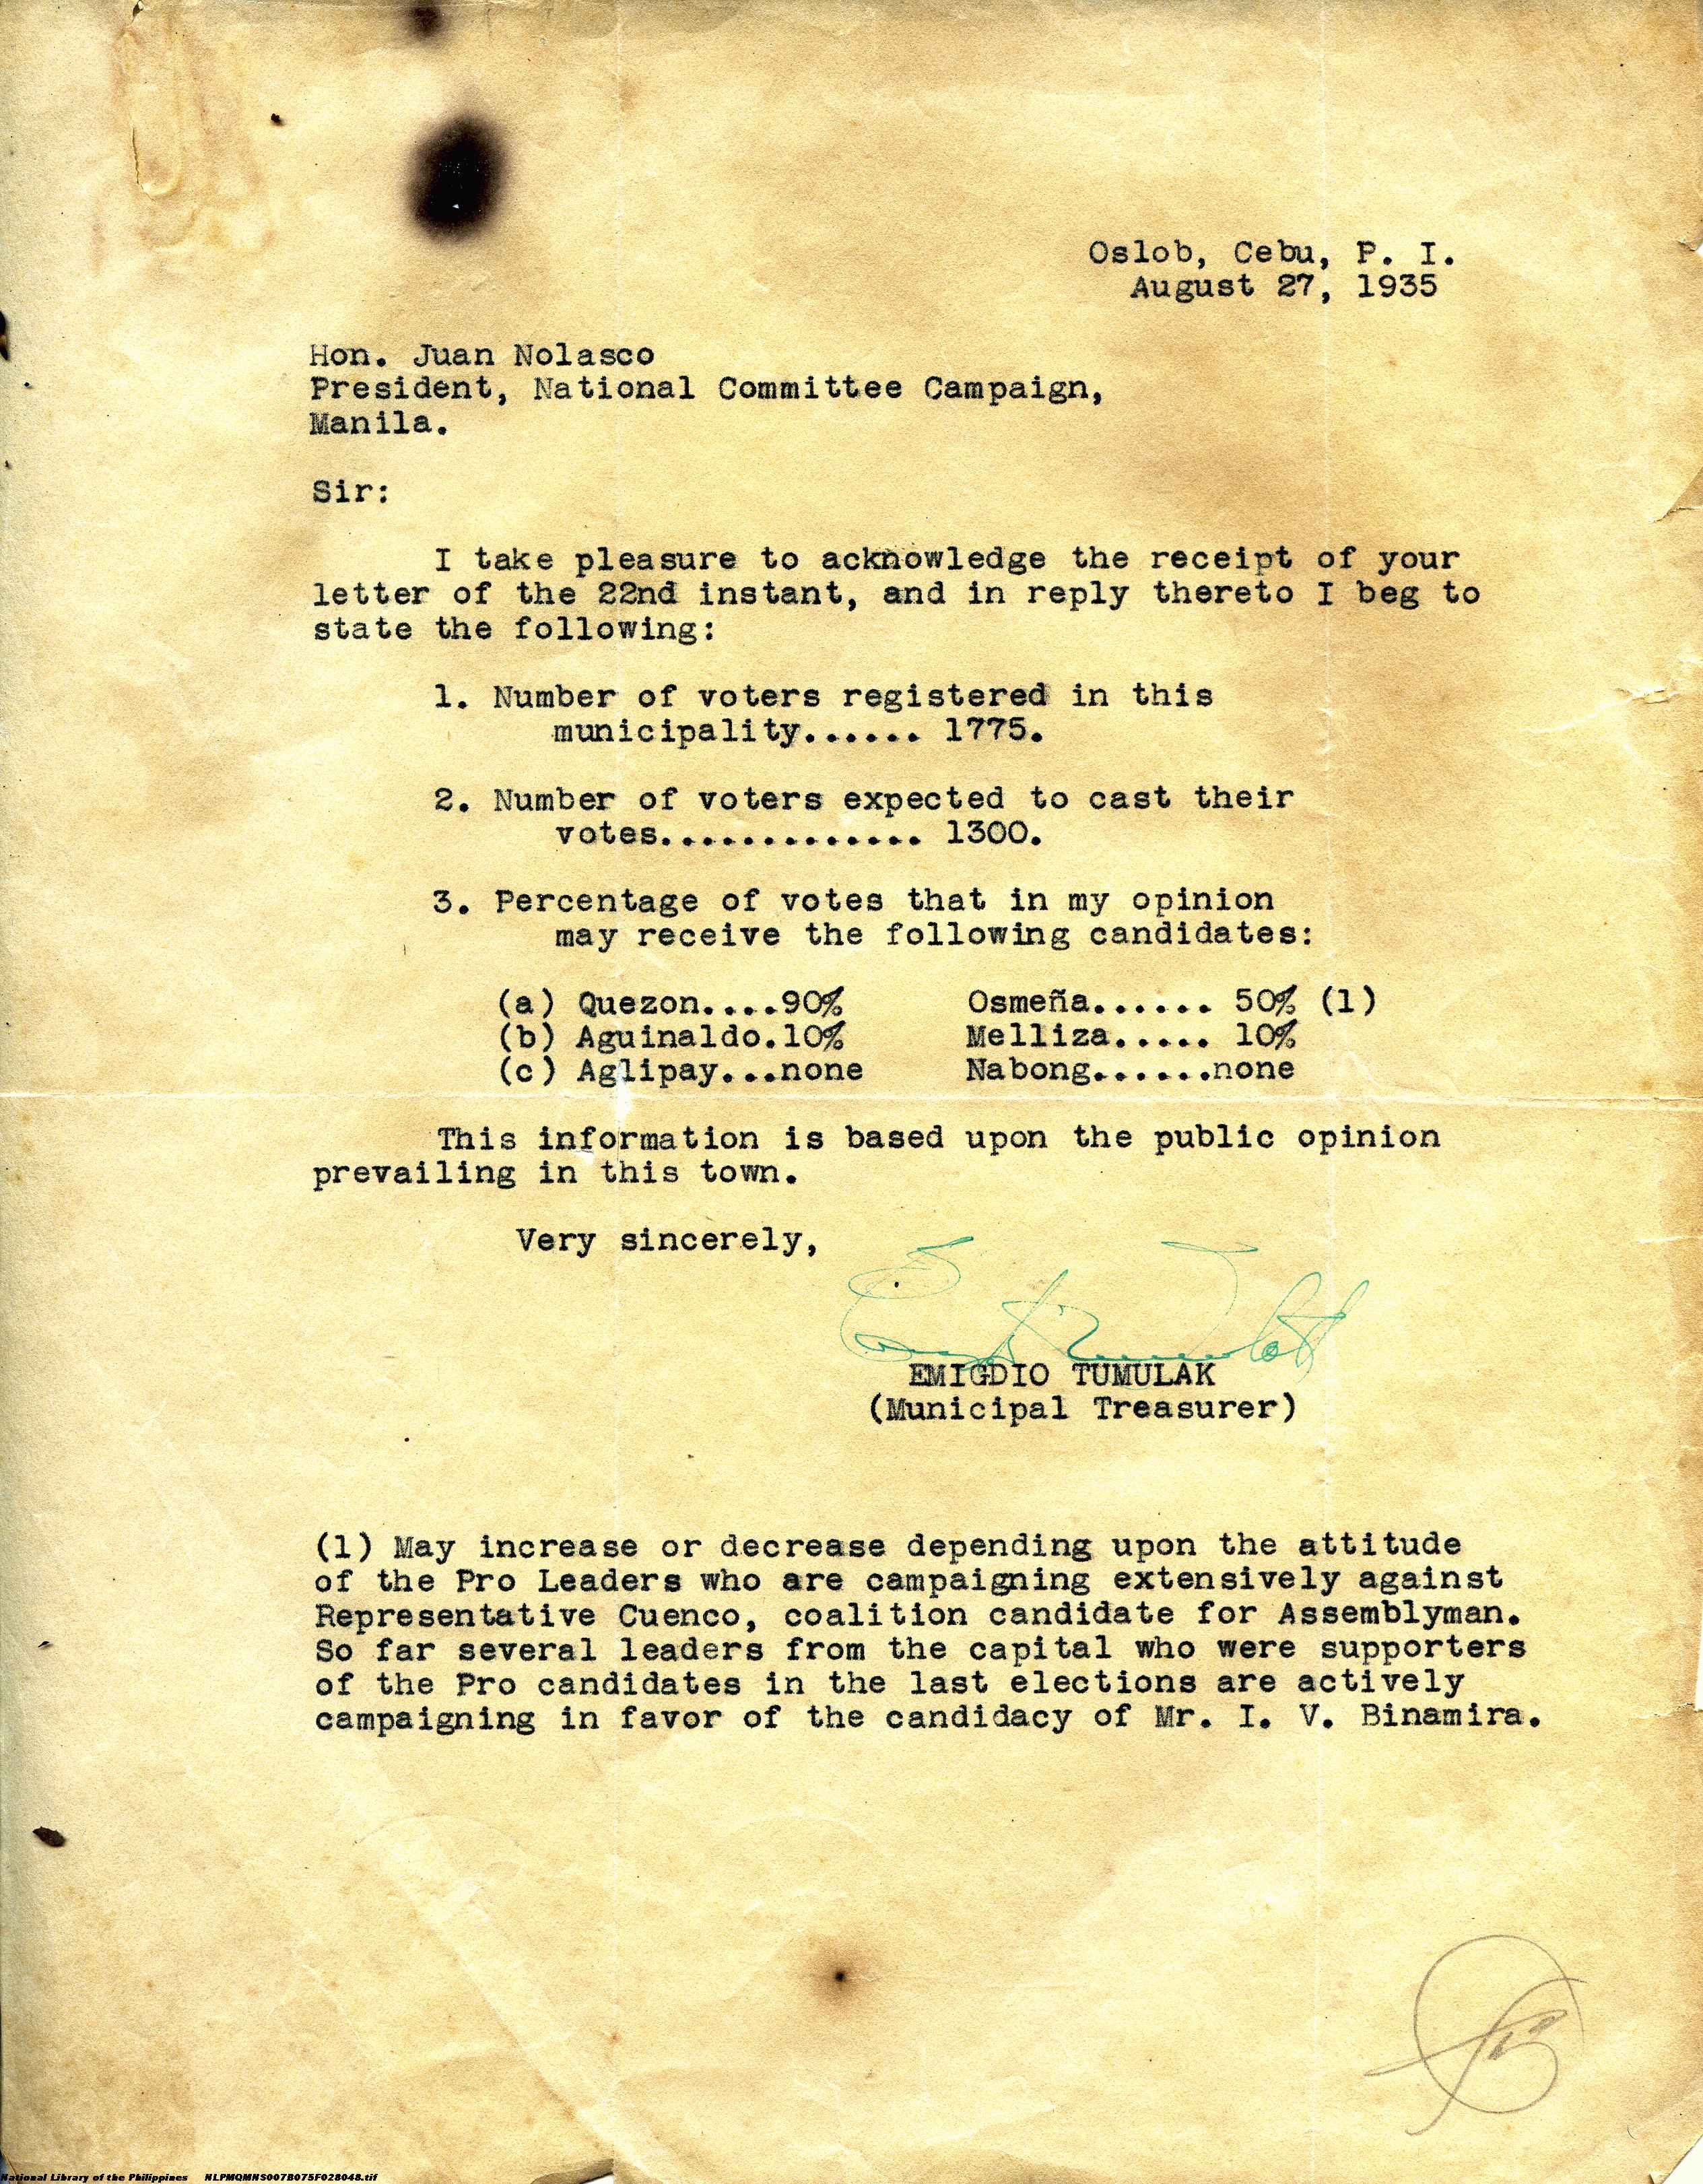 Oslob, Cebu, P. I.
August 27, 1935
Hon. Juan Nolasco
President, National Committee Campaign,
Manila.
Sir:
I take pleasure to acknowledge the receipt of your
letter of the 22nd instant, and in reply thereto I beg to
state the following:
1. Number of voters registered in this
municipality...... 1775.
2. Number of voters expected to cast their
votes............. 1300.
3. Percentage of votes that in my opinion
may receive the following candidates:
(a) Quezon....90% Osmeña...... 50% (1)
(b) Aguinaldo.10% Melliza..... 10%
(c) Aglipay...none Nabong......none
This information is based upon the public opinion
prevailing in this town.
Very sincerely,
EMIGDIO TUMULAK
(Municipal Treasurer)
(1) May increase or decrease depending upon the attitude
of the Pro Leaders who are campaigning extensively against
Representative Cuenco, coalition candidate for Assemblyman.
So far several leaders from the capital who were supporters
of the Pro candidates in the last elections are actively
campaigning in favor of the candidacy of Mr. I. V. Binamira.
National Library of the Philippines NLPMQMNS007B075F028048.tif